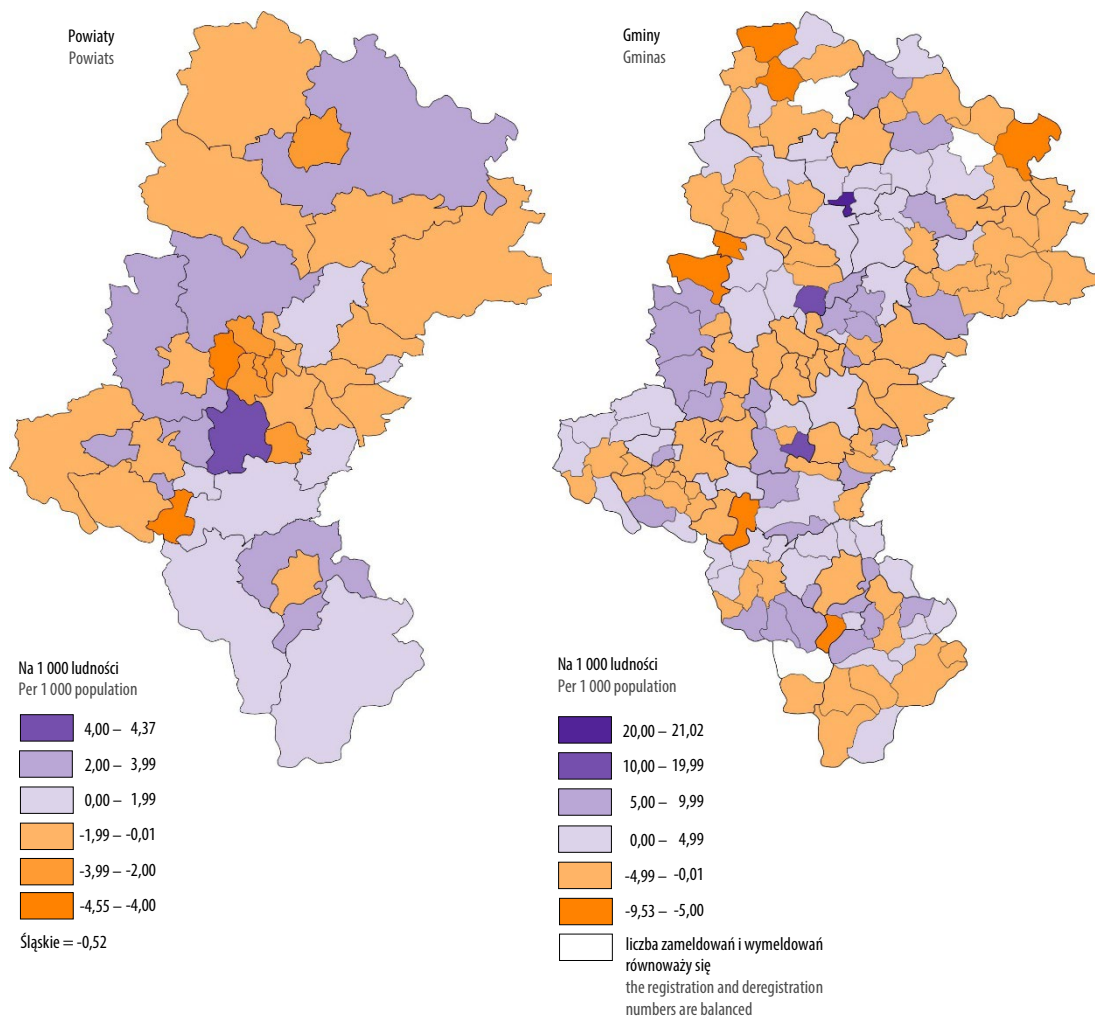 Powiaty
Powiats
Na 1 000 ludności
Per 1 000 population
4,00 – 4,37
2,00 – 3,99
0,00 – 1,99
-1,99 – -0,01
-3,99 – -2,00
-4,55 – -4,00
Śląskie = -0,52
Gminy
Gminas
Na 1 000 ludności
Per 1 000 population
20,00 – 21,02
10,00 – 19,99
5,00 – 9,99
0,00 – 4,99
-4,99 – -0,01
-9,53 – -5,00
liczba zameldowań i wymeldowań
równoważy się
the registration and deregistration
numbers are balanced